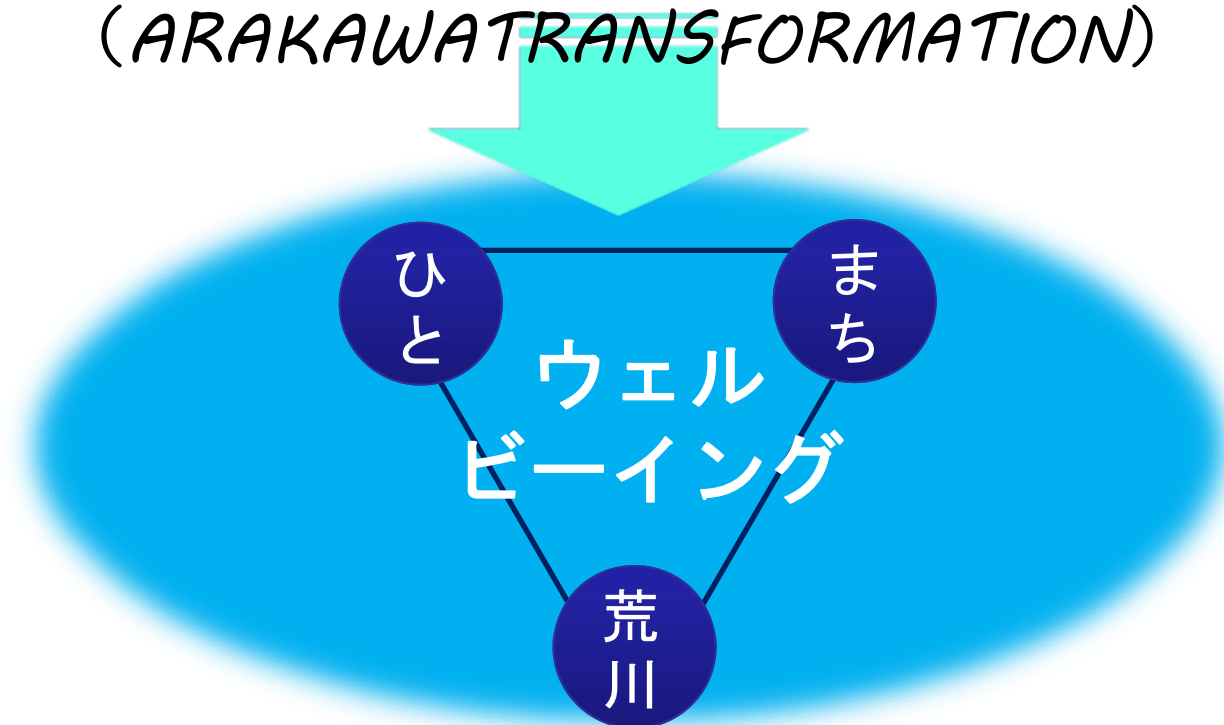 (ARAKAWATRANSFORMATION)
ひと
まち
ウェル
ビーイング
荒川